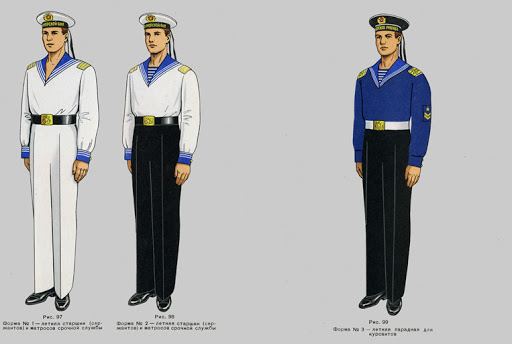 Рис. 97
Форма № 1 — летняя старшин (сер-
жантов) и матросов срочной службы
Рис. 98
Форма № 2 — летняя старшин (сер-
жантов) и матросов срочной службы
Рис. 99
Форма № 3 — летняя парадная для
курсантов